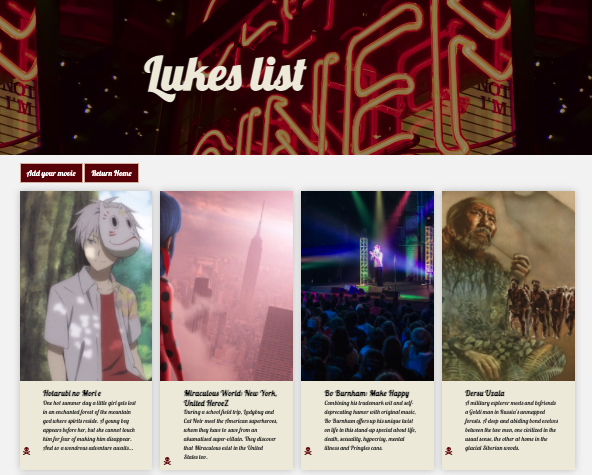 Lukes list
NOT
I'M
NOT
I'M
Add your movie
Return Home
Hotarubi no Mori e
One hot summer day a little girl gets lost
in an enchanted forest of the mountain
god where spirits reside. A young boy
appears before her, but she cannot touch
him for fear of making him disappear.
And so a wondrous adventure awaits...
Miraculous World: New York,
United HeroeZ
During a school field trip, Ladybug and
Cat Noir meet the American superheroes,
whom they have to save from an
akumatised super-villain. They discover
that Miraculous exist in the United
States too.
Bo Burnham: Make Happy
Combining his trademark wit and self-
deprecating humor with original music,
Bo Burnham offers up his unique twist
on life in this stand-up special about life,
death, sexuality, hypocrisy, mental
illness and Pringles cans.
Dersu Uzala
A military explorer meets and befriends
a Goldi man in Russia's unmapped
forests. A deep and abiding bond evolves
between the two men, one civilized in the
usual sense, the other at home in the
glacial Siberian woods.